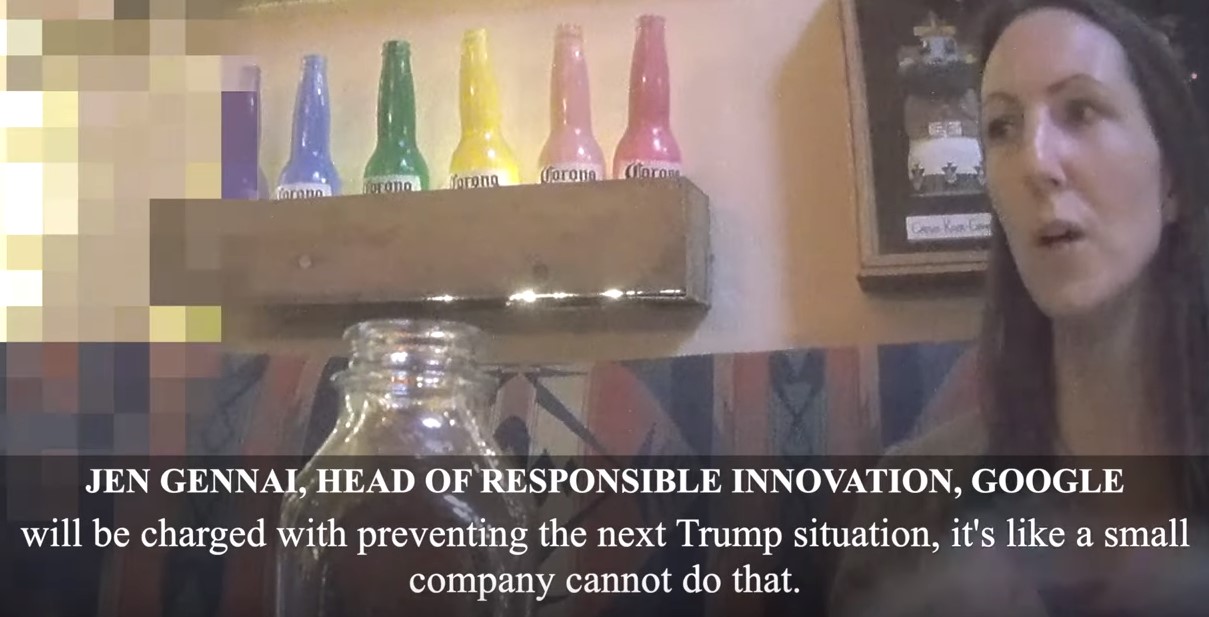 Corona
Corona
Corona
Corona
Corona
JEN GENNAI, HEAD OF RESPONSIBLE INNOVATION, GOOGLE
will be charged with preventing the next Trump situation, it's like a small
company cannot do that.